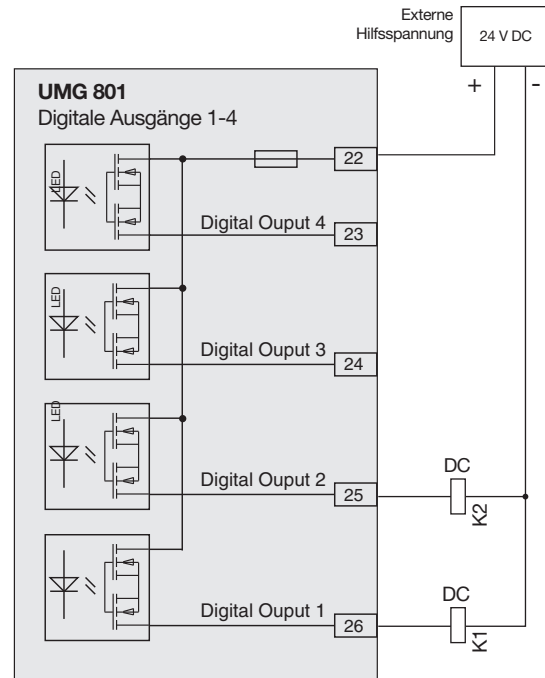 Externe
Hilfsspannung
24 V DC
+ -
UMG 801
Digitale Ausgänge 1-4
LED
22
Digital Ouput 4
23
LED
Digital Ouput 3
24
LED
Digital Ouput 2
25
DC
K2
LED
Digital Ouput 1
26
DC
K1